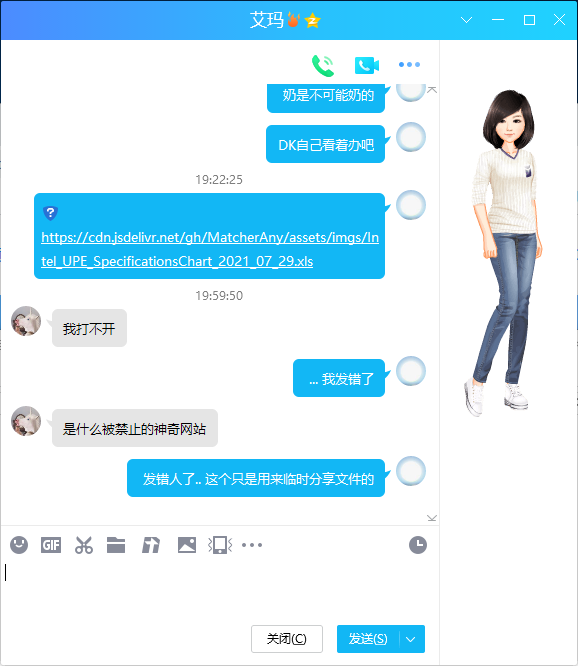 艾玛
奶是不可能奶的
DK自己看着办吧
19:22:25
https://cdn.jsdelivr.net/gh/MatcherAny/assets/imgs/In
tel_UPE_SpecificationsChart_2021_07_29.xls
19:59:50
我打不开
... 我发错了
是什么被禁止的神奇网站
发错人了.. 这个只是用来临时分享文件的
GIF
关闭(C)
发送(S)